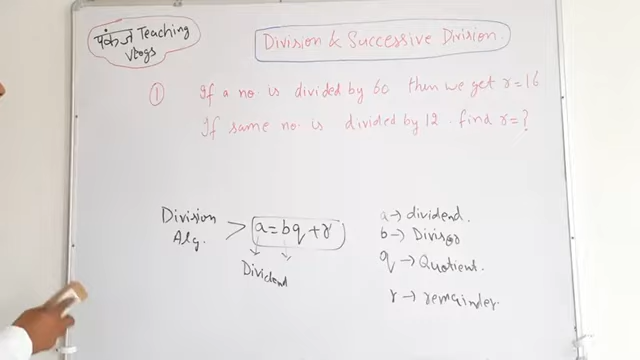 पंकज Teaching
Vlogs
Division & Successive Division.
① If a no. is divided by 60 then we get r=16
If same no. is divided by 12. find r=?
Division
Alg. > a=bq+r
Dividend
a→ dividend.
b→ Divisor
q→ Quotient.
r→ remainder.